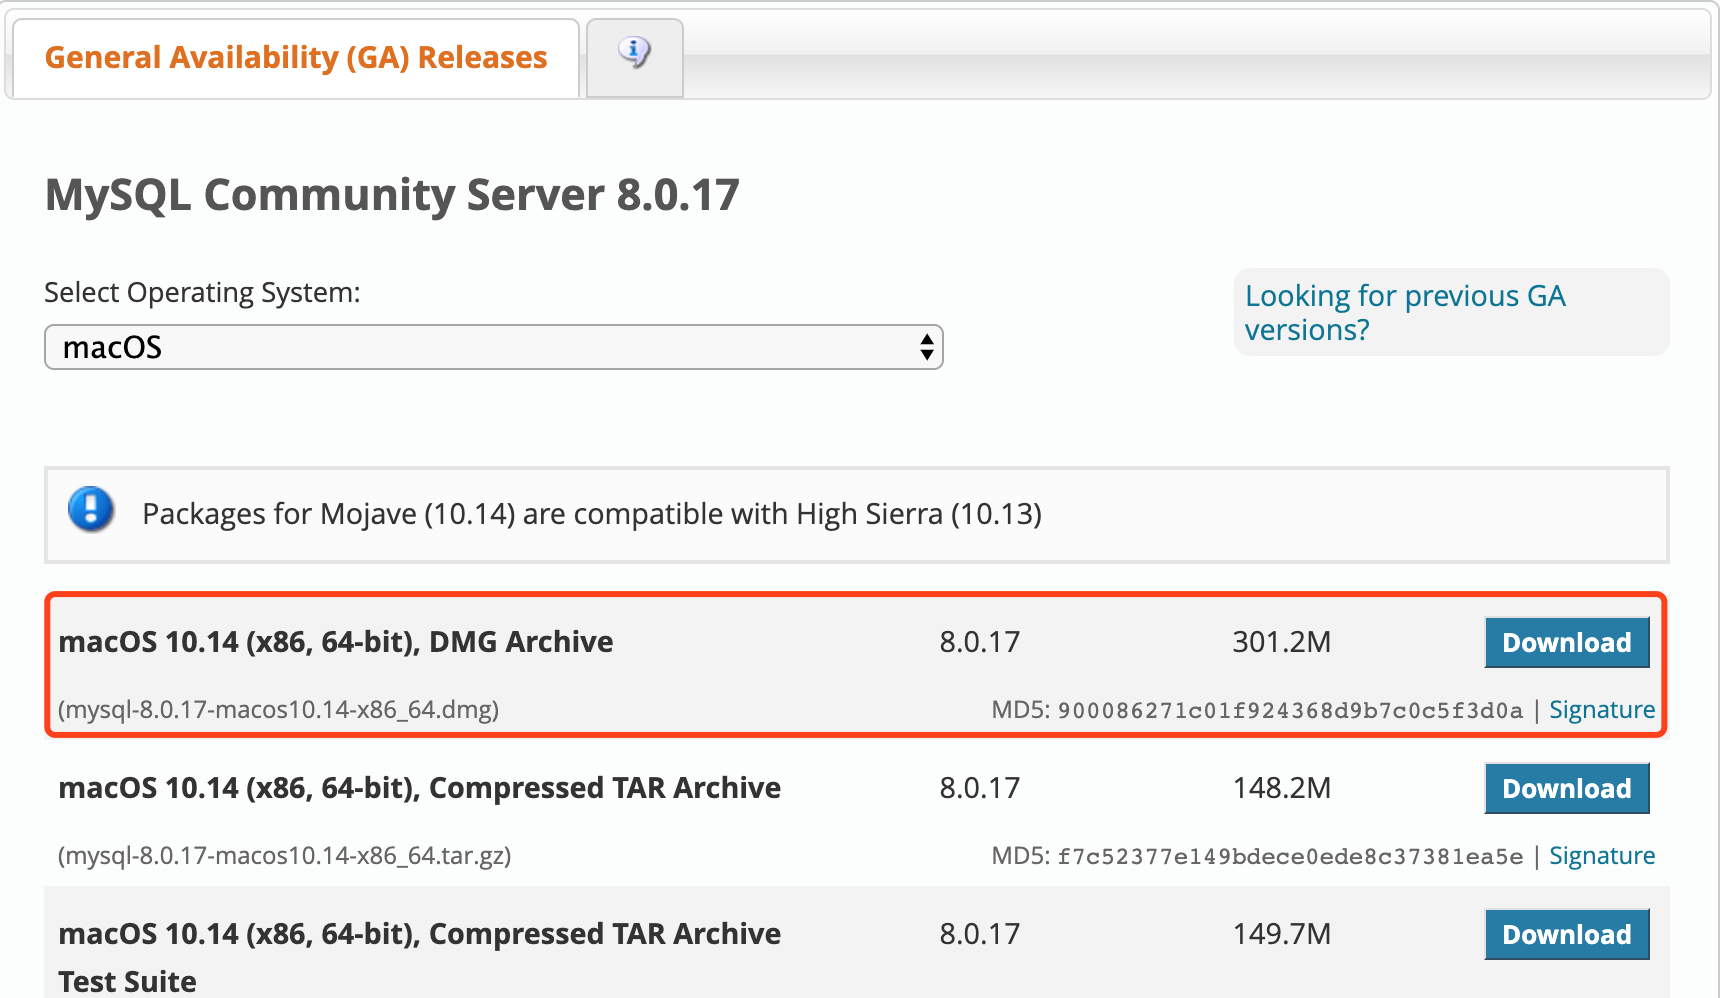 General Availability (GA) Releases
MySQL Community Server 8.0.17
Select Operating System:
macOS
Looking for previous GA
versions?
Packages for Mojave (10.14) are compatible with High Sierra (10.13)
macOS 10.14 (x86, 64-bit), DMG Archive 8.0.17 301.2M Download
(mysql-8.0.17-macos10.14-x86_64.dmg) MD5: 900086271c01f924368d9b7c0c5f3d0a | Signature
macOS 10.14 (x86, 64-bit), Compressed TAR Archive 8.0.17 148.2M Download
(mysql-8.0.17-macos10.14-x86_64.tar.gz) MD5: f7c52377e149bdece0ede8c37381ea5e | Signature
macOS 10.14 (x86, 64-bit), Compressed TAR Archive 8.0.17 149.7M Download
Test Suite